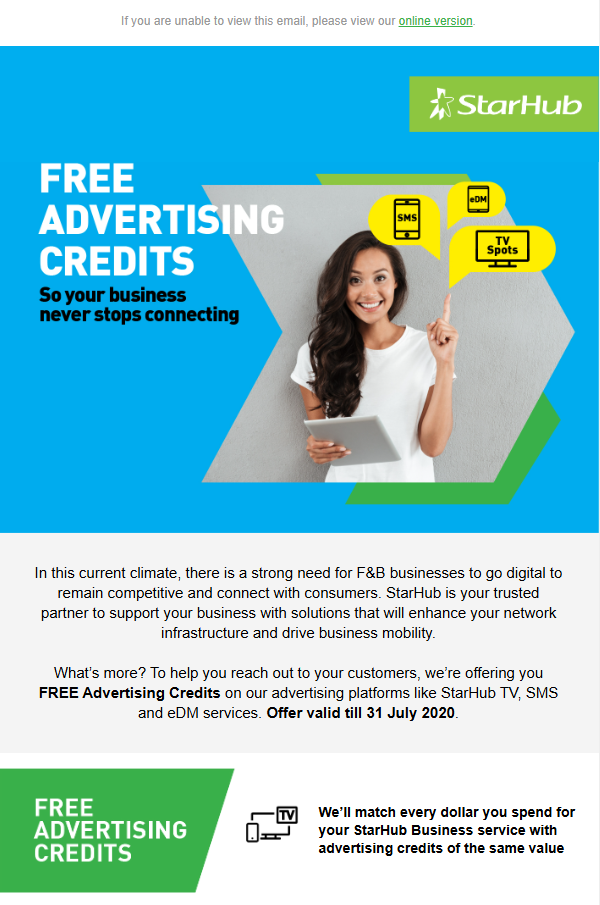 If you are unable to view this email, please view our online version.
StarHub
FREE
ADVERTISING
CREDITS
So your business
never stops connecting
SMS
eDM
TV
Spots
In this current climate, there is a strong need for F&B businesses to go digital to
remain competitive and connect with consumers. StarHub is your trusted
partner to support your business with solutions that will enhance your network
infrastructure and drive business mobility.
What's more? To help you reach out to your customers, we're offering you
FREE Advertising Credits on our advertising platforms like StarHub TV, SMS
and eDM services. Offer valid till 31 July 2020.
FREE
ADVERTISING
CREDITS
TV
We'll match every dollar you spend for
your StarHub Business service with
advertising credits of the same value